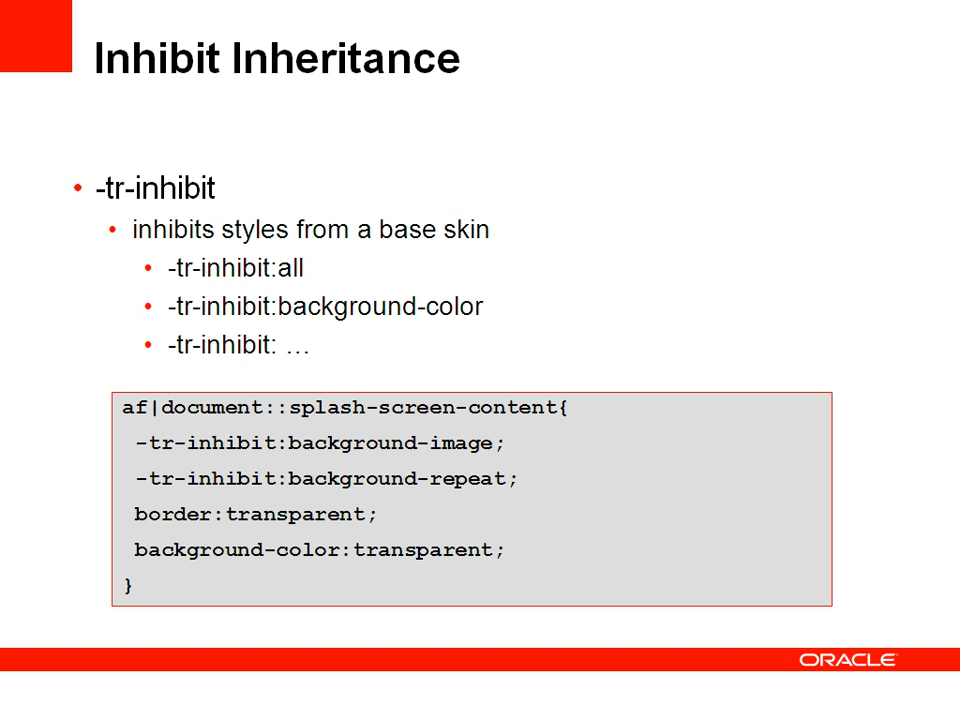 Inhibit Inheritance
• -tr-inhibit
• inhibits styles from a base skin
• -tr-inhibit:all
• -tr-inhibit:background-color
• -tr-inhibit: …
af|document::splash-screen-content{
-tr-inhibit:background-image;
-tr-inhibit:background-repeat;
border:transparent;
background-color:transparent;
}
ORACLE